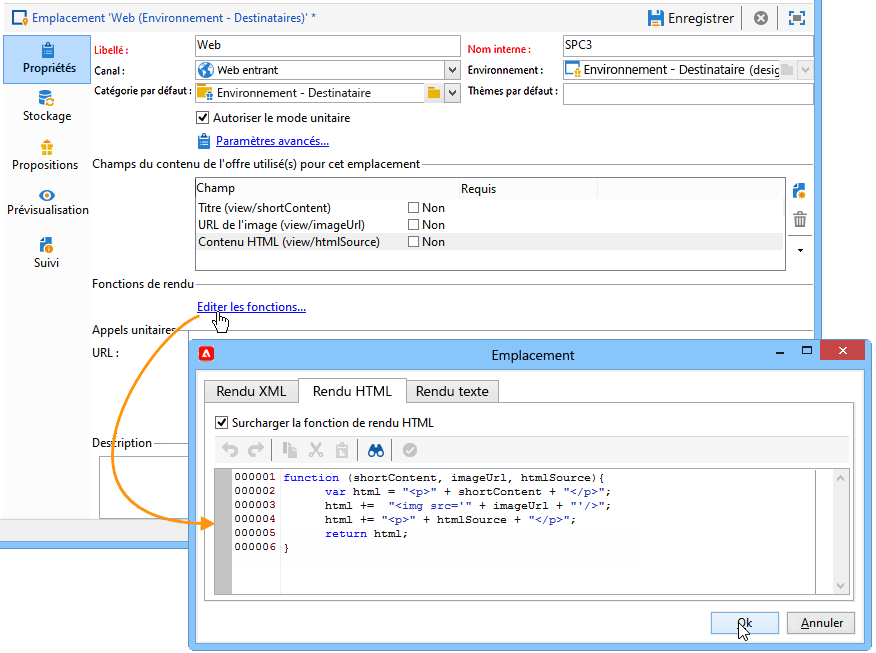 Emplacement 'Web (Environnement - Destinataires)' *
Enregistrer
Propriétés
Stockage
Propositions
Prévisualisation
Suivi
Libellé : Web Nom interne : SPC3
Canal : Web entrant Environnement : Environnement - Destinataire (desig
Catégorie par défaut : Environnement - Destinataire Thèmes par défaut :
Autoriser le mode unitaire
Paramètres avancés...
Champs du contenu de l'offre utilisé(s) pour cet emplacement
Champ Requis
Titre (view/shortContent) Non
URL de l'image (view/imageUrl) Non
Contenu HTML (view/htmlSource) Non
Fonctions de rendu
Editer les fonctions...
Appels unitaires
URL :
Description
Emplacement
Rendu XML Rendu HTML Rendu texte
Surcharger la fonction de rendu HTML
000001 function (shortContent, imageUrl, htmlSource){
000002 var html = "<p>" + shortContent + "</p>";
000003 html += "<img src='" + imageUrl + "'/>";
000004 html += "<p>" + htmlSource + "</p>";
000005 return html;
000006 }
Ok Annuler